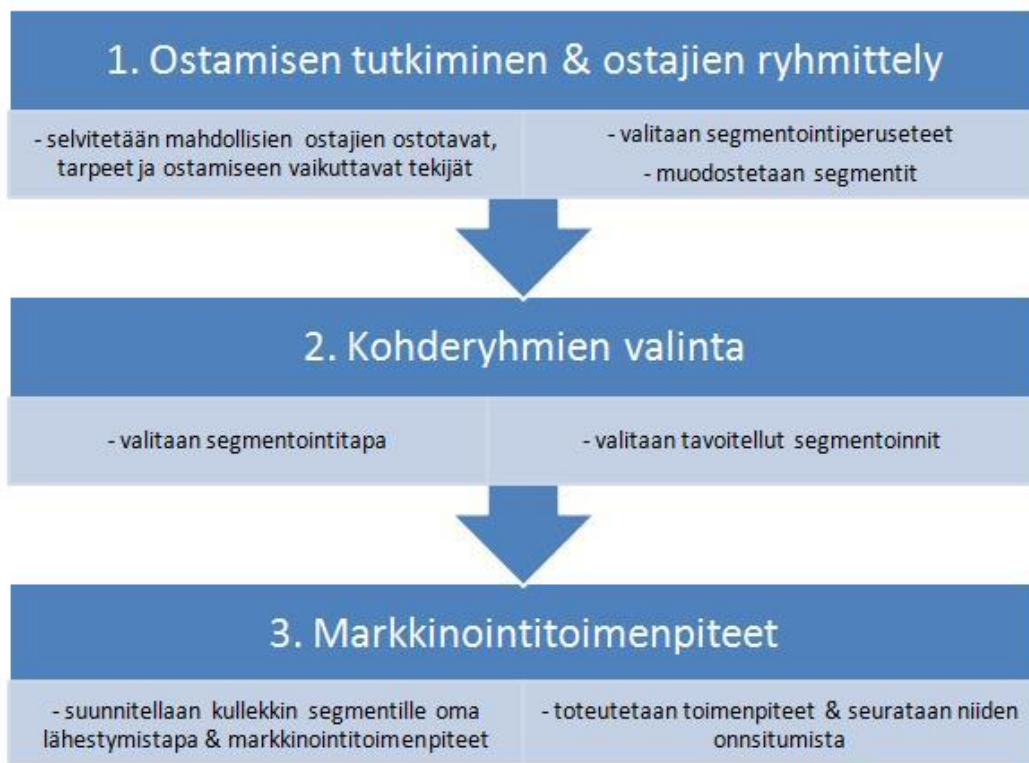 1. Ostamisen tutkiminen & ostajien ryhmittely
- selvitetään mahdollisien ostajien ostotavat,
tarpeet ja ostamiseen vaikuttavat tekijät
- valitaan segmentointiperuseteet
- muodostetaan segmentit
2. Kohderyhmien valinta
- valitaan segmentointitapa
- valitaan tavoitellut segmentoinnit
3. Markkinointitoimenpiteet
- suunnitellaan kullekkin segmentille oma
lähestymistapa & markkinointitoimenpiteet
- toteutetaan toimenpiteet & seurataan niiden
onnsitumista